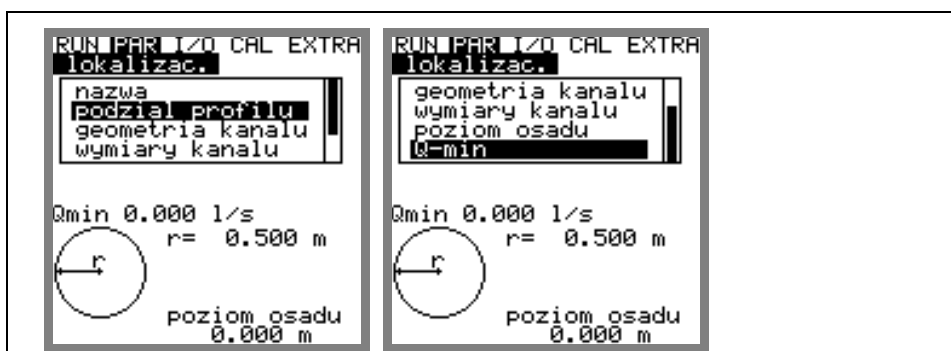 RUN PAR I/O CAL EXTRA
lokalizac.
nazwa
podzial profilu
geometria kanalu
wymiary kanalu
Qmin 0.000 l/s
r= 0.500 m
r
poziom osadu
0.000 m
RUN PAR I/O CAL EXTRA
lokalizac.
geometria kanalu
wymiary kanalu
poziom osadu
Q-min
Qmin 0.000 l/s
r= 0.500 m
r
poziom osadu
0.000 m